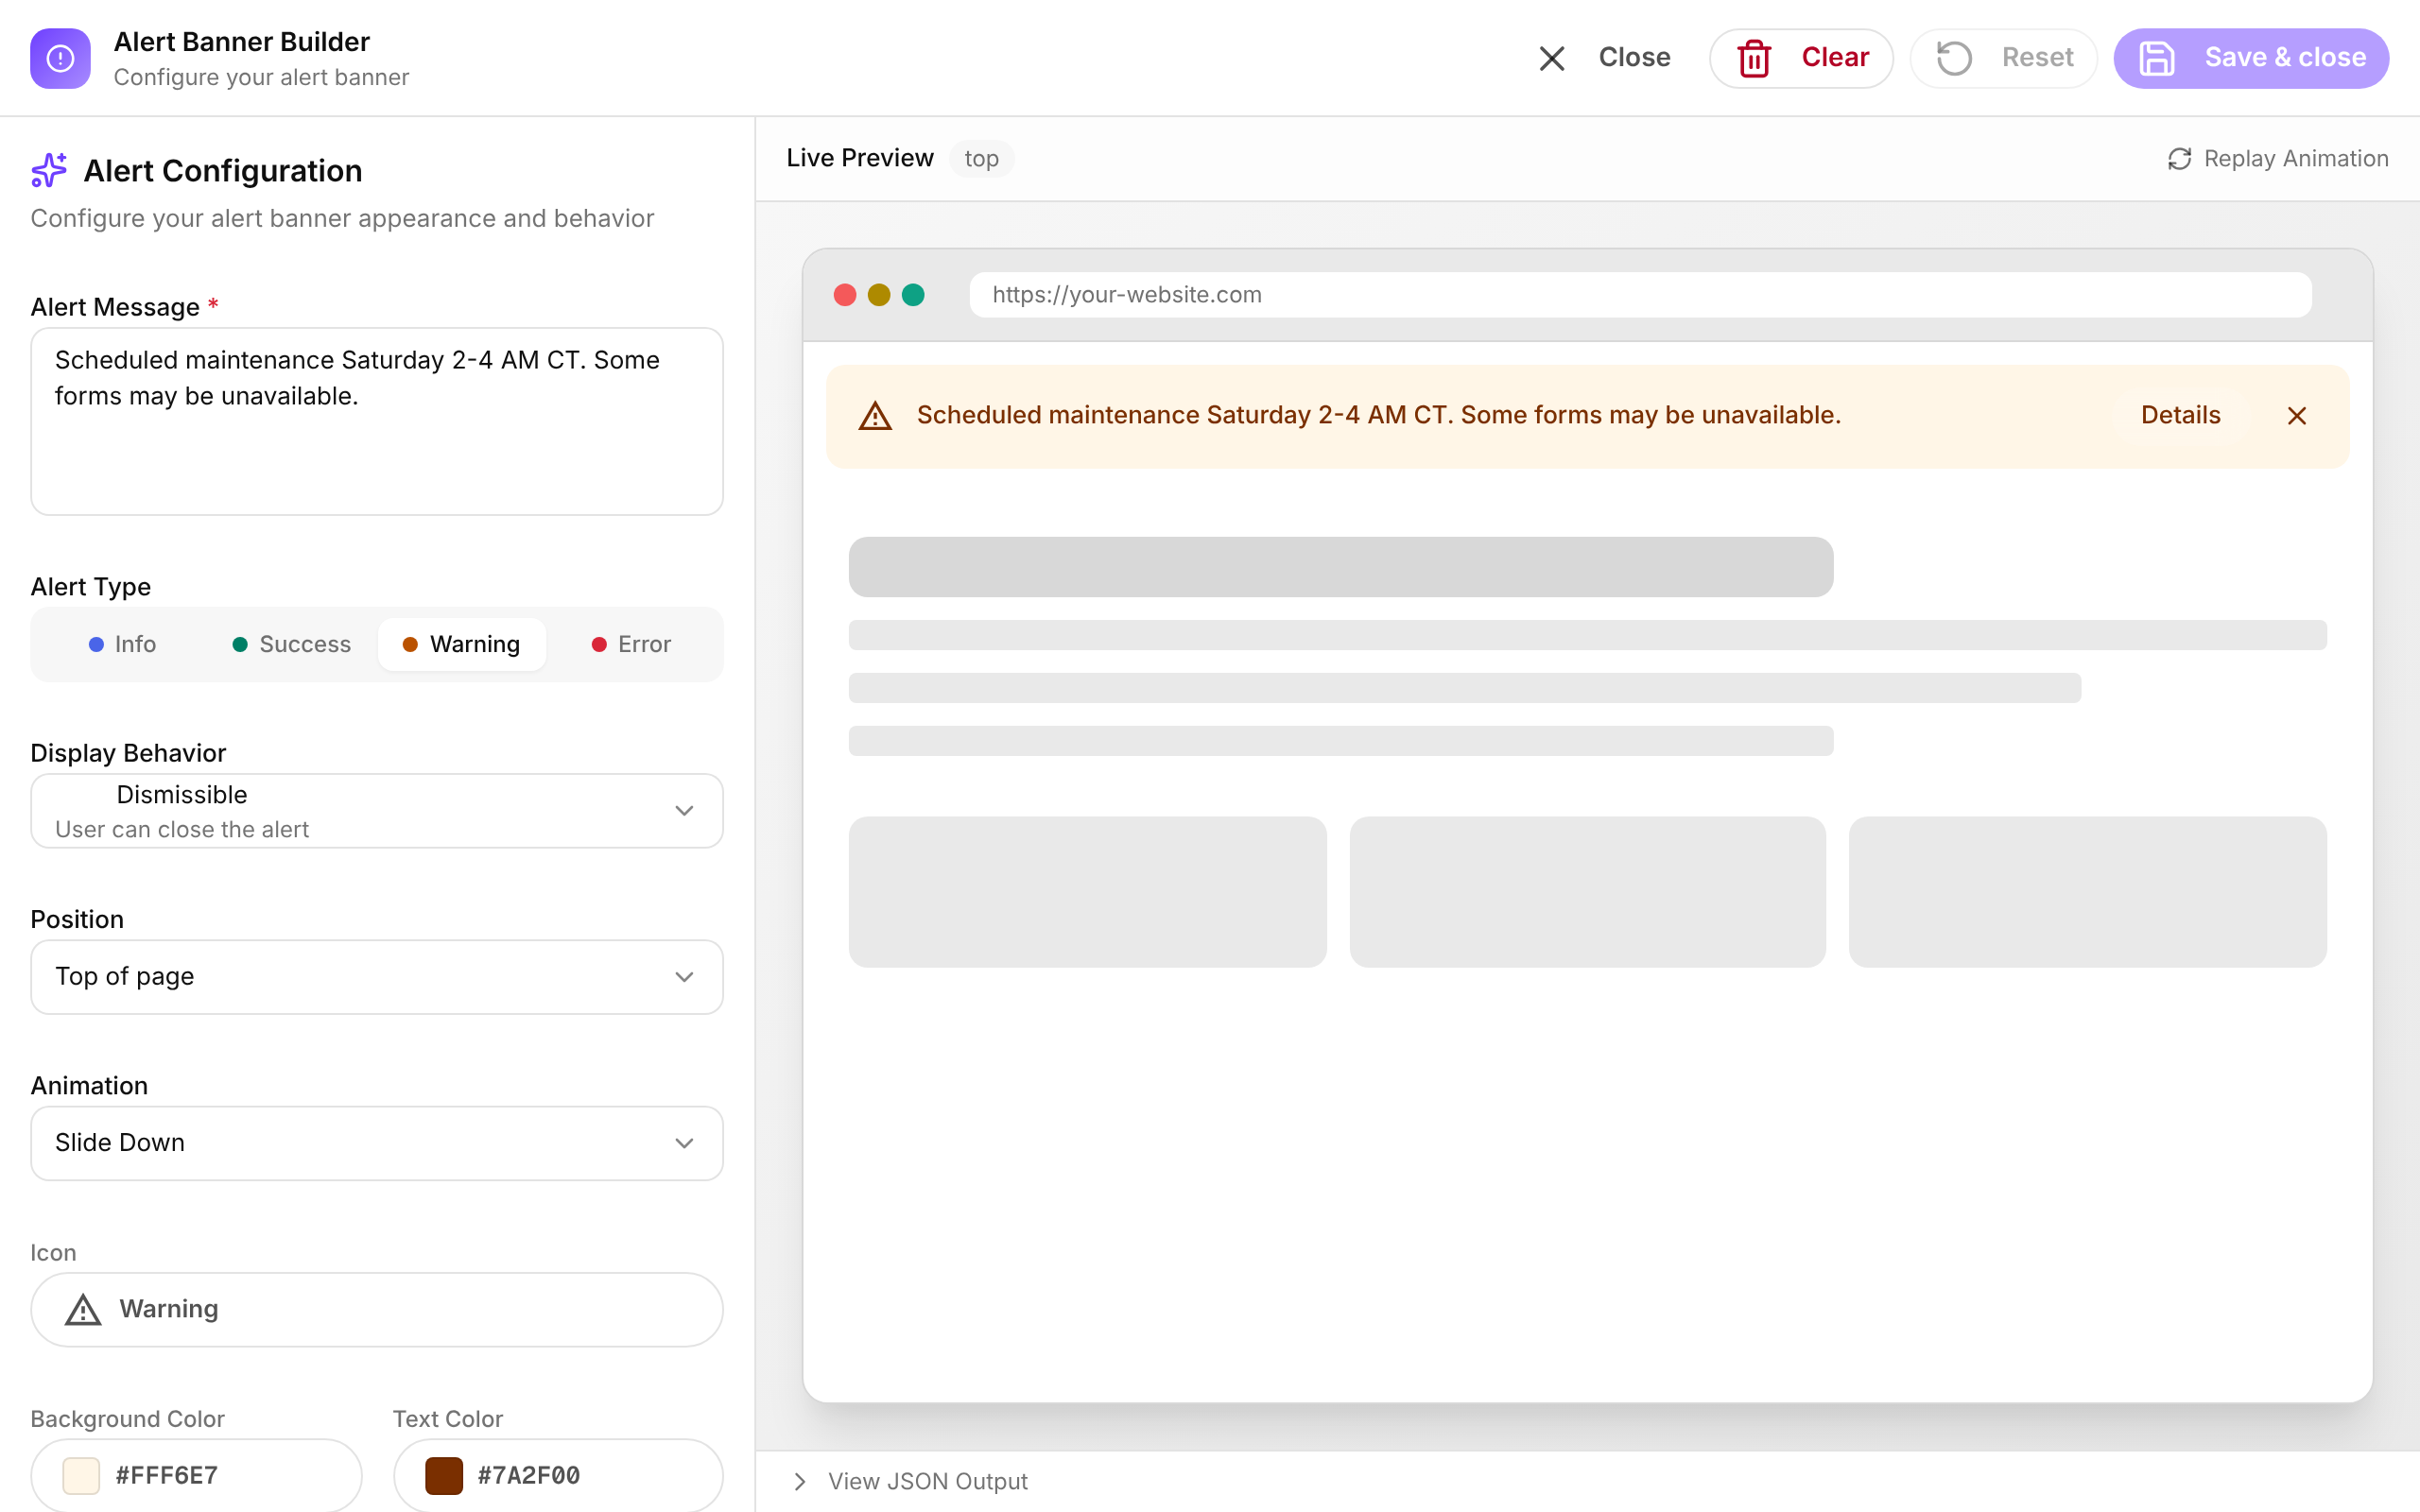 Alert Banner Builder
Configure your alert banner
Close
Clear
Reset
Save & close
Alert Configuration
Configure your alert banner appearance and behavior
Alert Message *
Scheduled maintenance Saturday 2-4 AM CT. Some
forms may be unavailable.
Alert Type
Info
Success
Warning
Error
Display Behavior
Dismissible
User can close the alert
Position
Top of page
Animation
Slide Down
Icon
Warning
Background Color
Text Color
#FFF6E7
#7A2F00
Live Preview
top
Replay Animation
https://your-website.com
Scheduled maintenance Saturday 2-4 AM CT. Some forms may be unavailable.
Details
View JSON Output